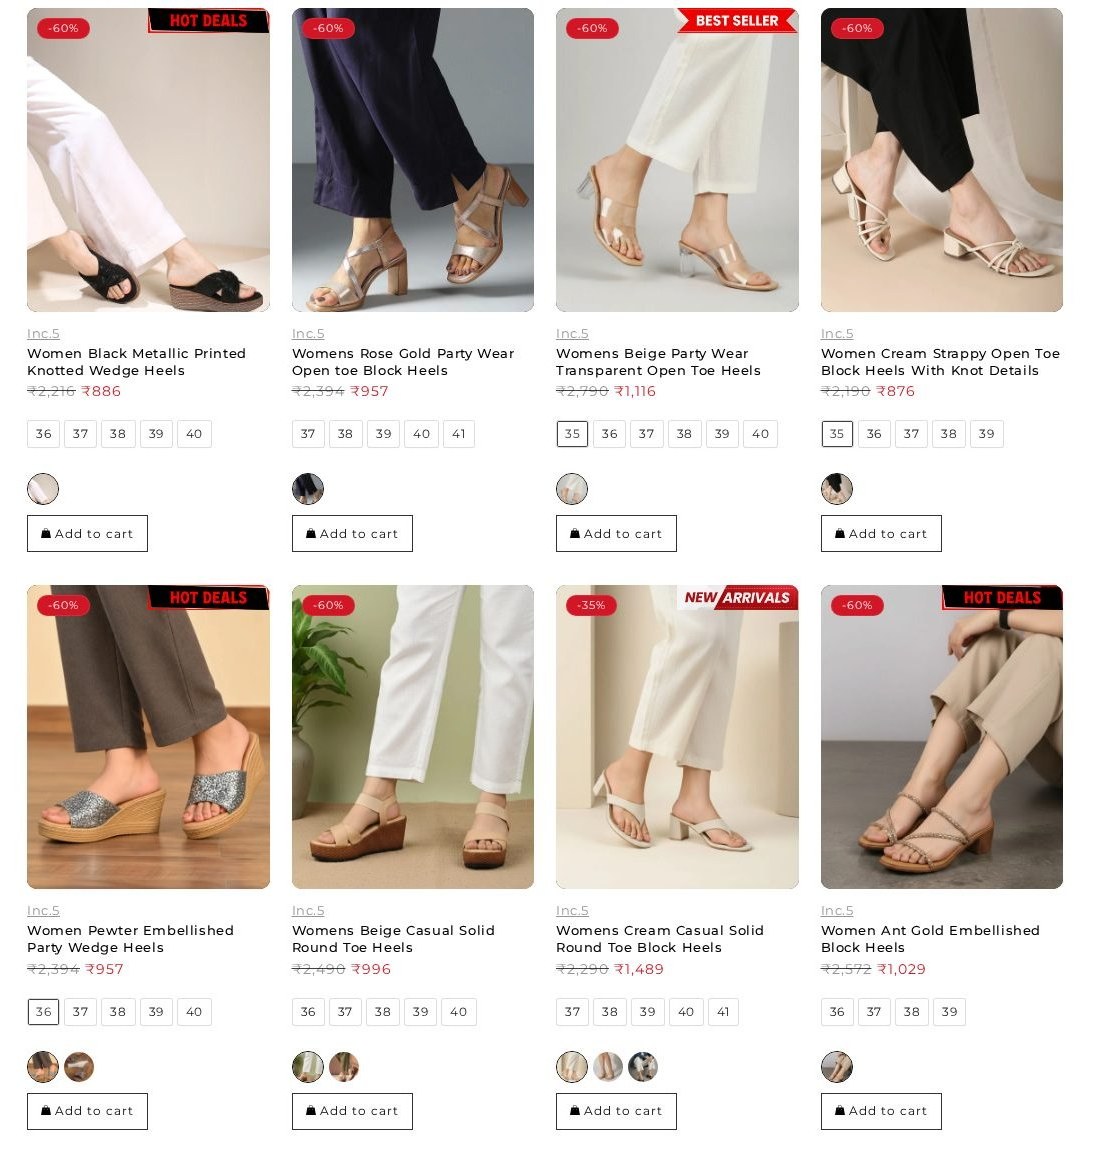 -60%
HOT DEALS
-60%
-60%
BEST SELLER
-60%
Inc.5
Women Black Metallic Printed
Knotted Wedge Heels
₹2,216 ₹886
36 37 38 39 40
Add to cart
Inc.5
Womens Rose Gold Party Wear
Open toe Block Heels
₹2,394 ₹957
37 38 39 40 41
Add to cart
Inc.5
Womens Beige Party Wear
Transparent Open Toe Heels
₹2,790 ₹1,116
35 36 37 38 39 40
Add to cart
Inc.5
Women Cream Strappy Open Toe
Block Heels With Knot Details
₹2,190 ₹876
35 36 37 38 39
Add to cart
-60%
HOT DEALS
-60%
-35%
NEW ARRIVALS
-60%
HOT DEALS
Inc.5
Women Pewter Embellished
Party Wedge Heels
₹2,394 ₹957
36 37 38 39 40
Add to cart
Inc.5
Womens Beige Casual Solid
Round Toe Heels
₹2,490 ₹996
36 37 38 39 40
Add to cart
Inc.5
Womens Cream Casual Solid
Round Toe Block Heels
₹2,290 ₹1,489
37 38 39 40 41
Add to cart
Inc.5
Women Ant Gold Embellished
Block Heels
₹2,572 ₹1,029
36 37 38 39
Add to cart